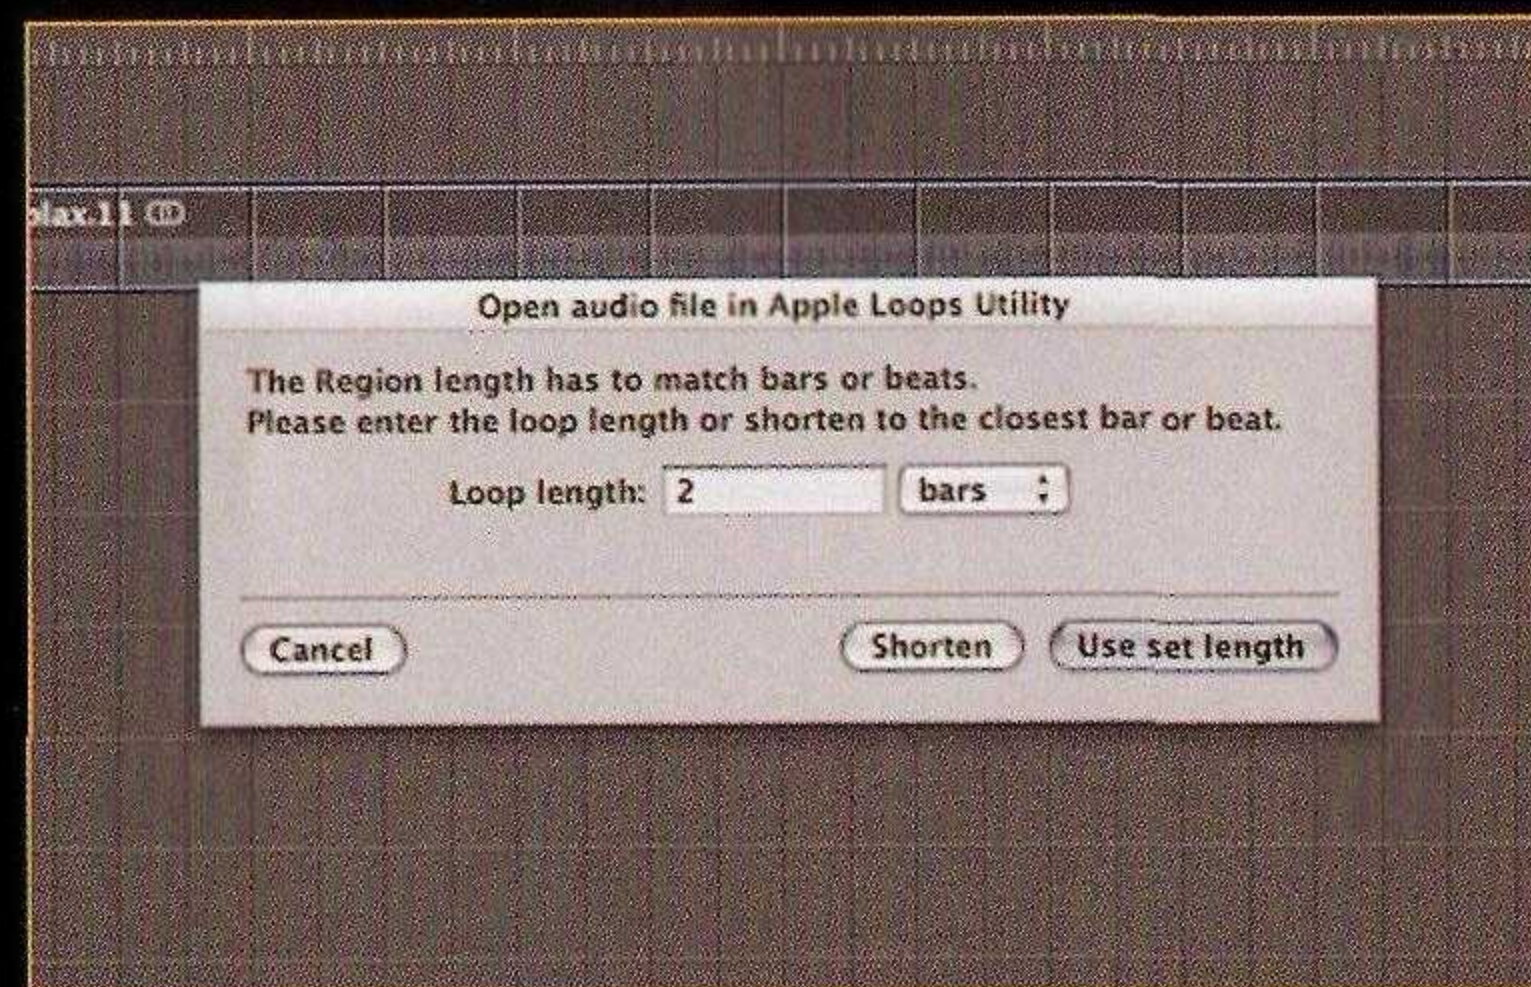 Open audio file in Apple Loops Utility
The Region length has to match bars or beats.
Please enter the loop length or shorten to the closest bar or beat.
Loop length: 2 bars
Cancel Shorten Use set length